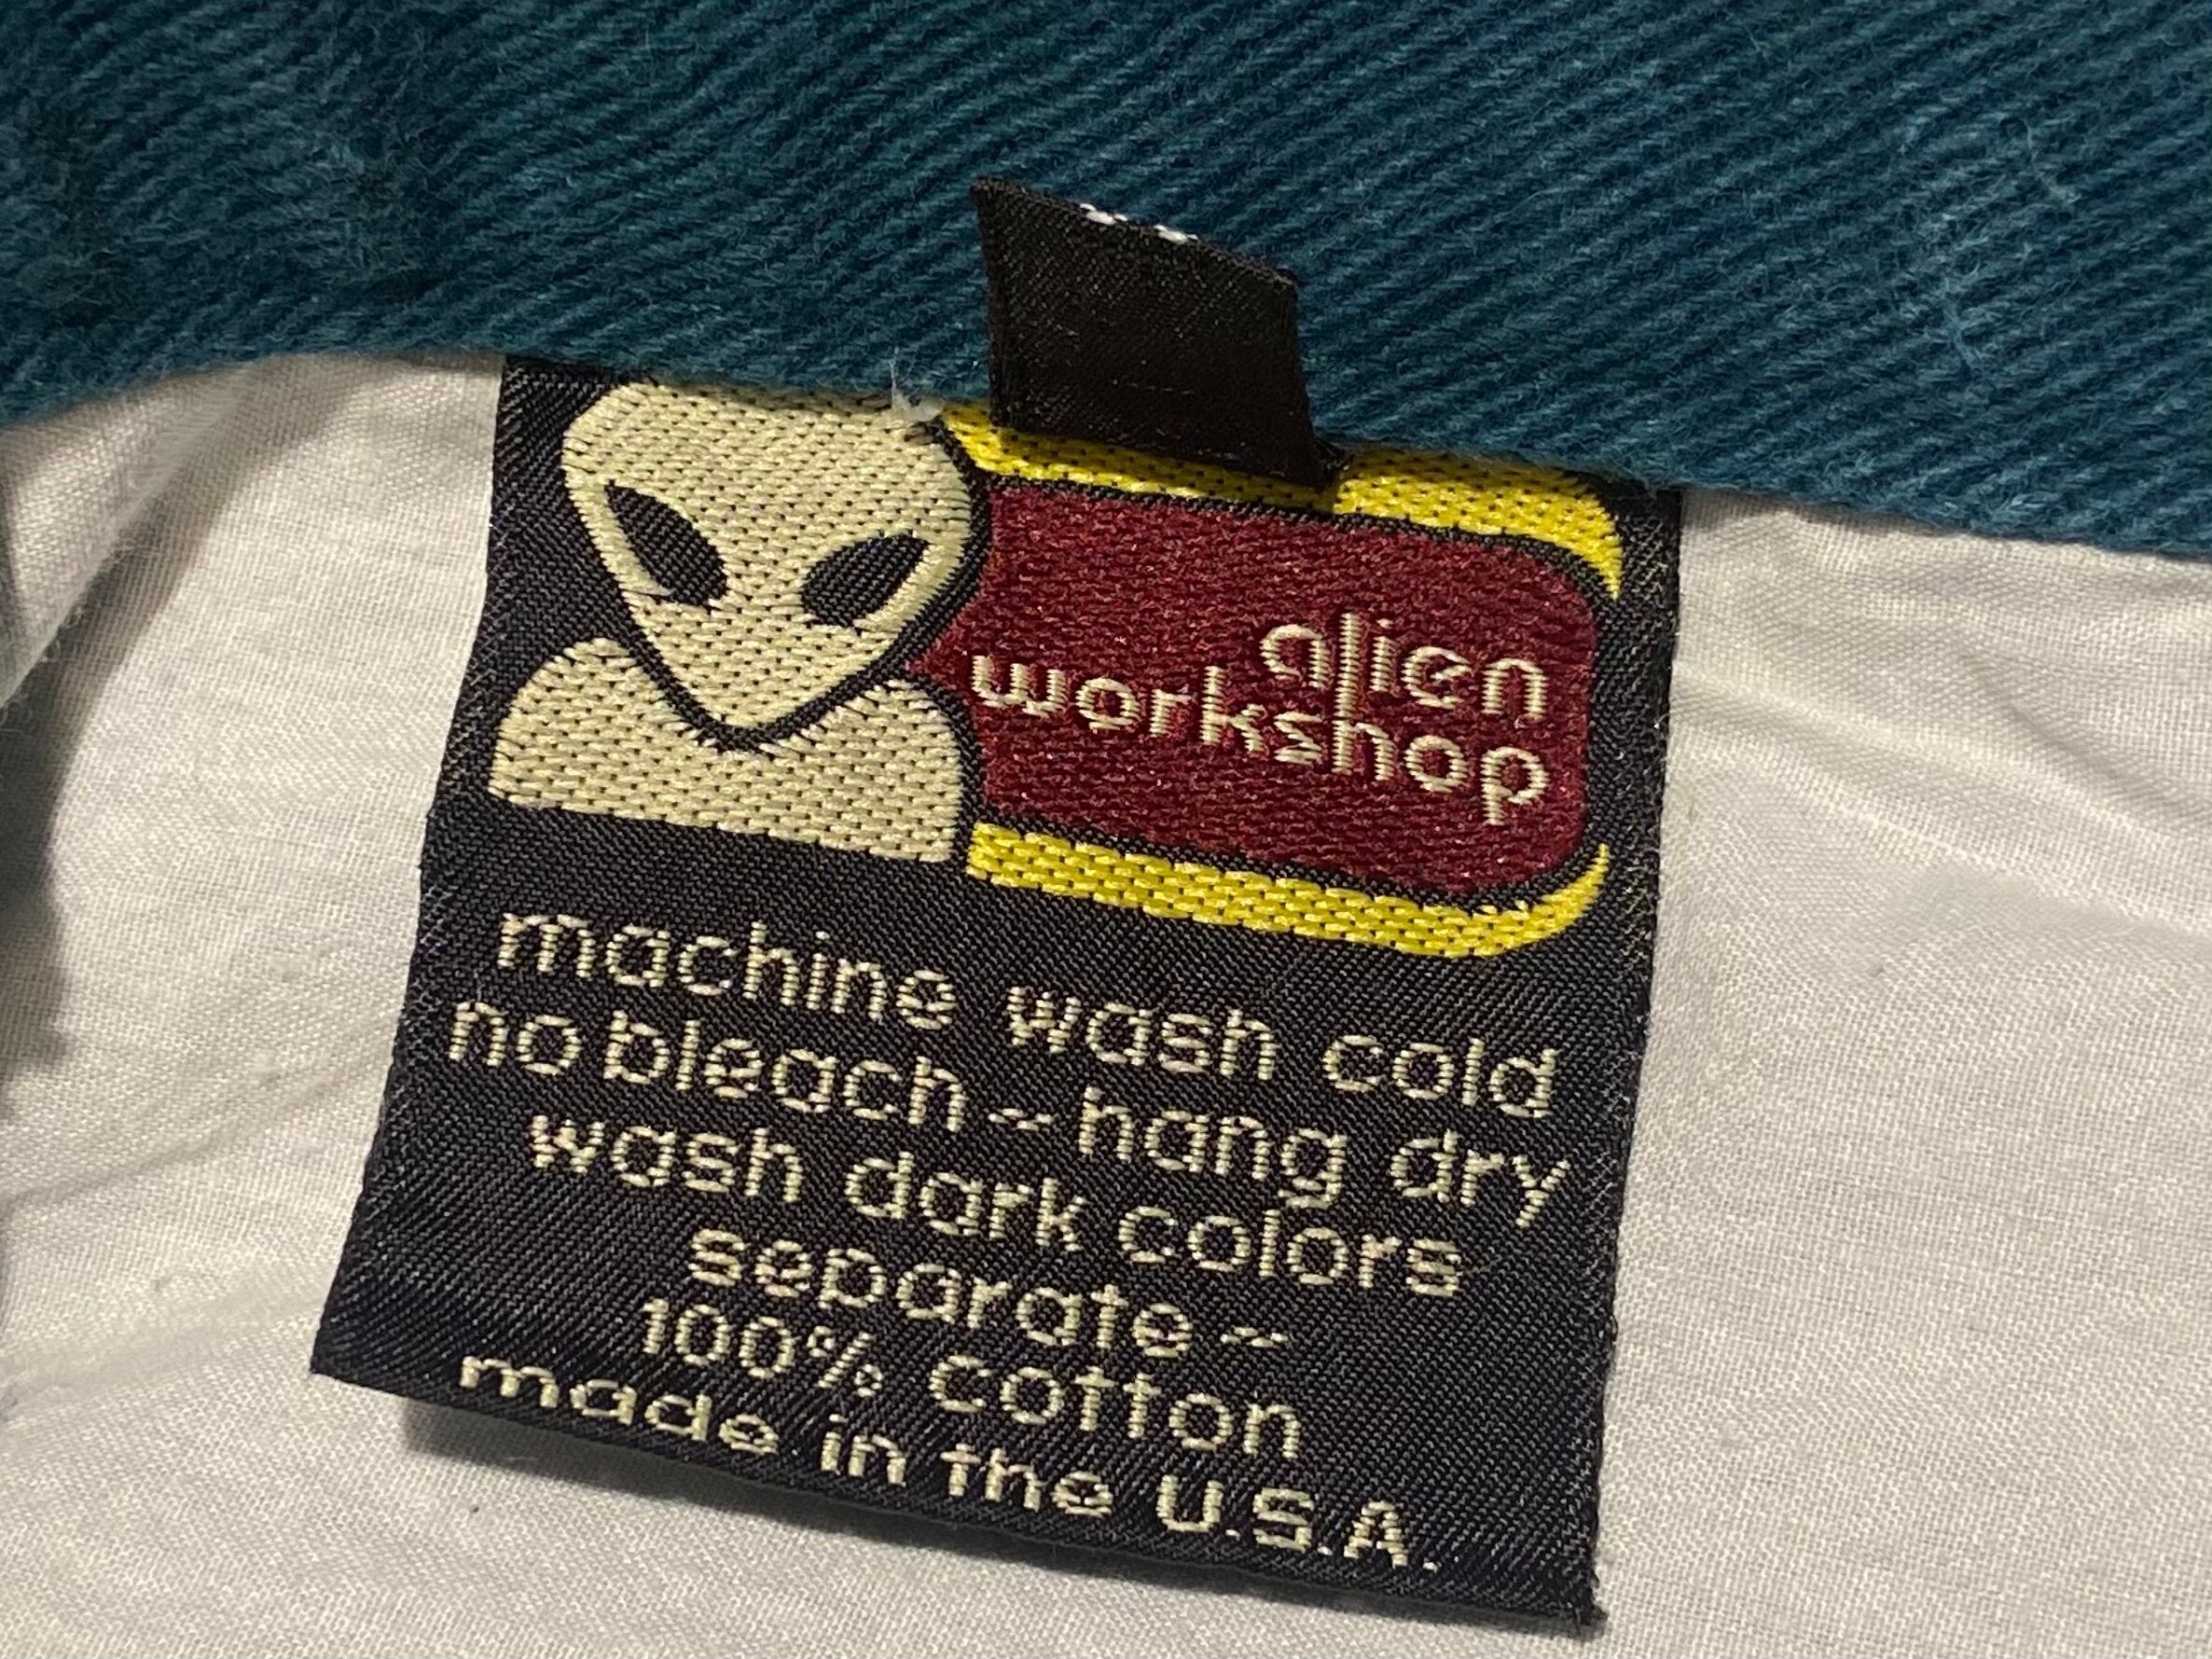 alien
workshop
machine wash cold
no bleach ~ hang dry
wash dark colors
separate ~
100% cotton
made in the U.S.A.